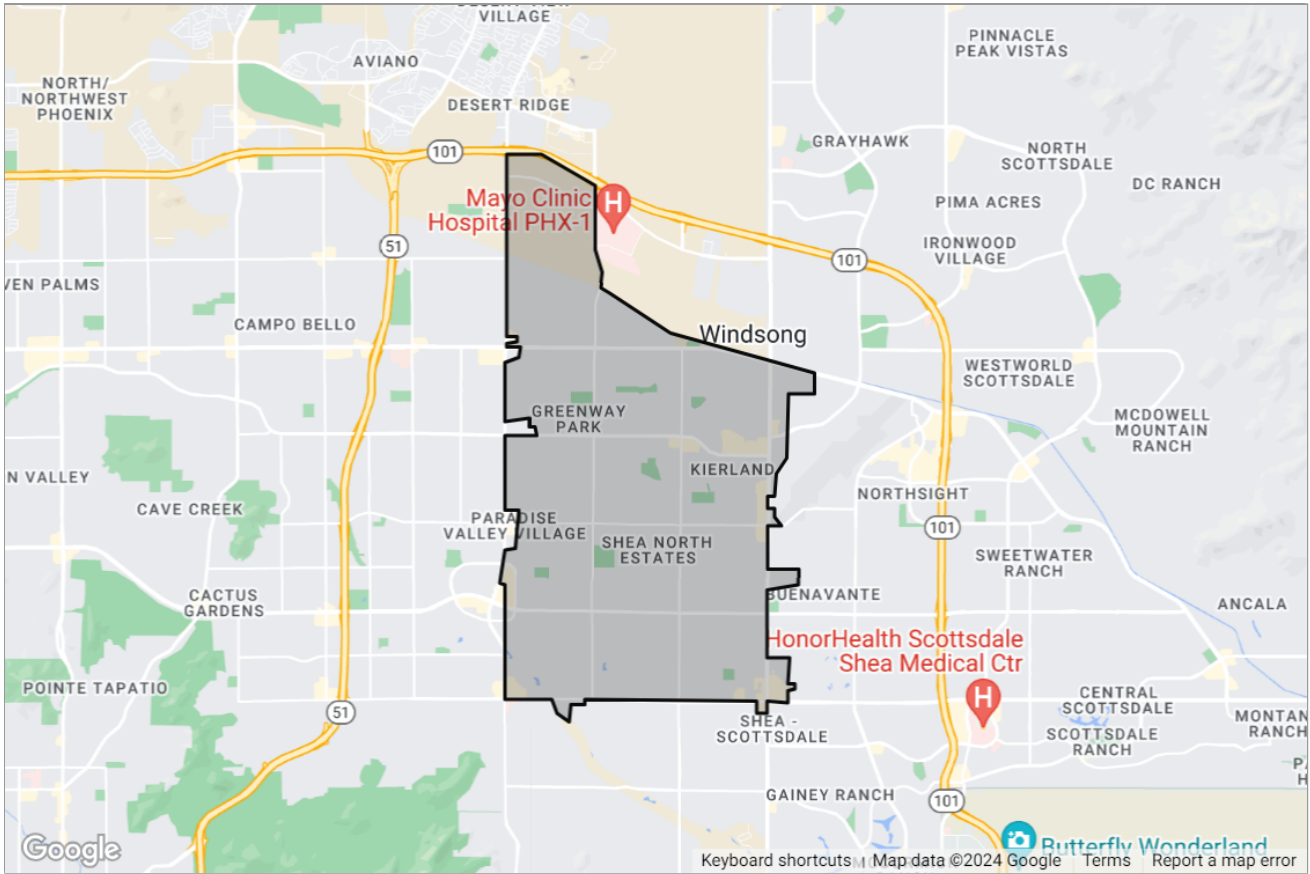 VILLAGE
PINNACLE
PEAK VISTAS
AVIANO
NORTH/
NORTHWEST
PHOENIX
DESERT RIDGE
GRAYHAWK
101
NORTH
SCOTTSDALE
DC RANCH
Mayo Clinic
Hospital PHX-1
H
PIMA ACRES
51
IRONWOOD
VILLAGE
101
VEN PALMS
CAMPO BELLO
Windsong
WESTWORLD
SCOTTSDALE
GREENWAY
PARK
MCDOWELL
MOUNTAIN
RANCH
KIERLAND
N VALLEY
NORTHSIGHT
CAVE CREEK
PARADISE
VALLEY VILLAGE
101
SHEA NORTH
ESTATES
SWEETWATER
RANCH
CACTUS
GARDENS
BUENAVANTE
ANCALA
HonorHealth Scottsdale
Shea Medical Ctr
H
POINTE TAPATIO
CENTRAL
SCOTTSDALE
51
SHEA -
SCOTTSDALE
SCOTTSDALE
RANCH
MONTAN
RANCH
GAINEY RANCH
101
Butterfly Wonderland
Google
Keyboard shortcuts
Map data ©2024 Google
Terms
Report a map error